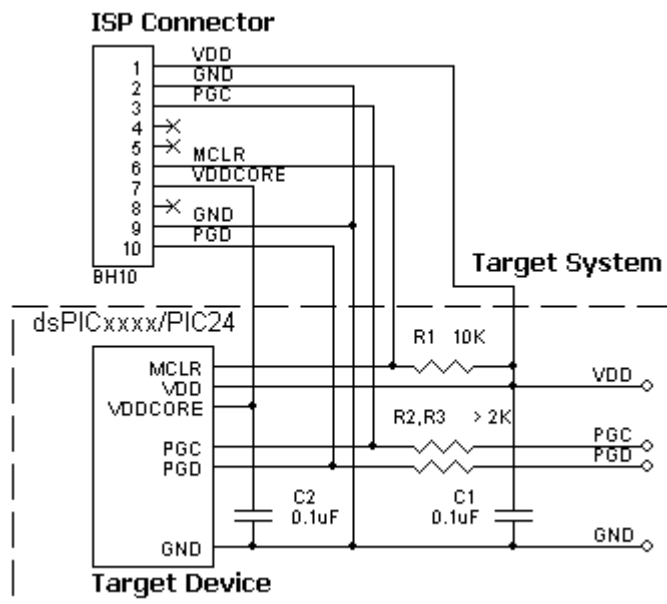 ISP Connector
VDD
1
GND
2
PGC
3
4
5
MCLR
6
VDDCORE
7
8
GND
9
PGD
10
BH10
Target System
dsPICxxxx/PIC24
R1 10K
MCLR
VDD
VDD
VDDCORE
R2,R3 > 2K
PGC
PGC
PGD
PGD
C2
0.1uF
C1
0.1uF
GND
GND
Target Device